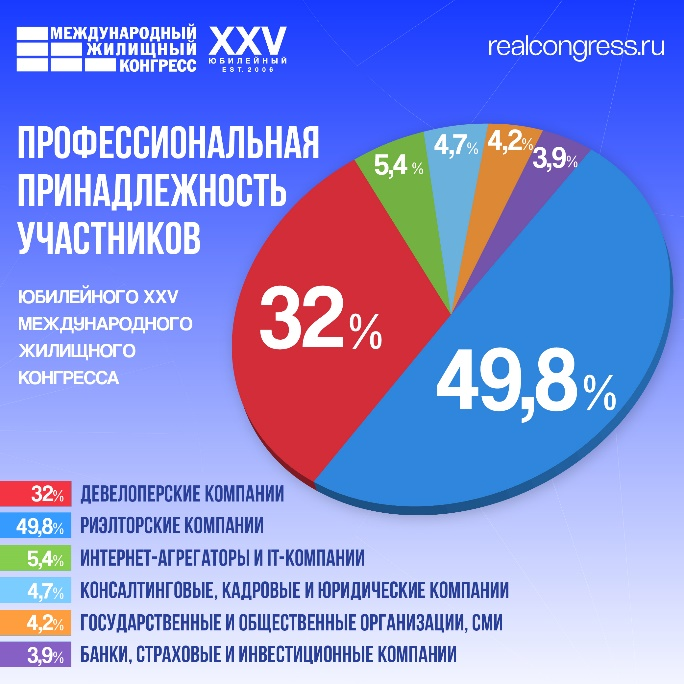 МЕЖДУНАРОДНЫЙ
ЖИЛИЩНЫЙ
КОНГРЕСС
XXV
ЮБИЛЕЙНЫЙ
EST. 2006
realcongress.ru
ПРОФЕССИОНАЛЬНАЯ
ПРИНАДЛЕЖНОСТЬ
УЧАСТНИКОВ
ЮБИЛЕЙНОГО XXV
МЕЖДУНАРОДНОГО
ЖИЛИЩНОГО
КОНГРЕССА
5,4 %
4,7%
4,2%
3,9%
32%
49,8%
32% ДЕВЕЛОПЕРСКИЕ КОМПАНИИ
49,8% РИЭЛТОРСКИЕ КОМПАНИИ
5,4% ИНТЕРНЕТ-АГРЕГАТОРЫ И IT-КОМПАНИИ
4,7% КОНСАЛТИНГОВЫЕ, КАДРОВЫЕ И ЮРИДИЧЕСКИЕ КОМПАНИИ
4,2% ГОСУДАРСТВЕННЫЕ И ОБЩЕСТВЕННЫЕ ОРГАНИЗАЦИИ, СМИ
3,9% БАНКИ, СТРАХОВЫЕ И ИНВЕСТИЦИОННЫЕ КОМПАНИИ